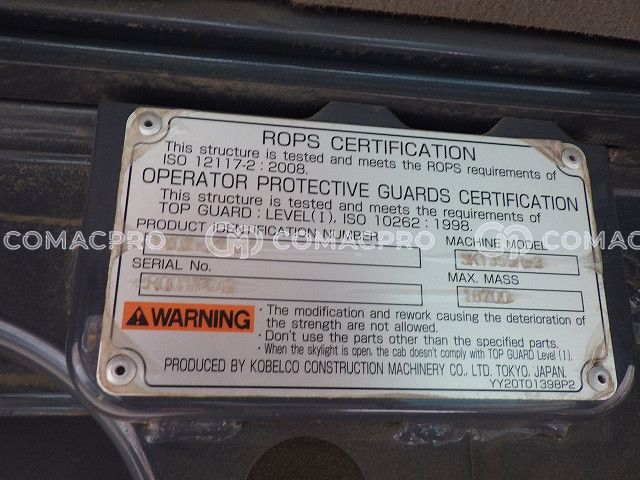 ROPS CERTIFICATION
This structure is tested and meets the ROPS requirements of
ISO 12117-2 : 2008.
OPERATOR PROTECTIVE GUARDS CERTIFICATION
This structure is tested and meets the requirements of
TOP GUARD : LEVEL(I), ISO 10262 : 1998.
PRODUCT IDENTIFICATION NUMBER
MACHINE MODEL
COMACPRO COMACPRO COMACPRO
SERIAL No.
MAX. MASS
WARNING
・The modification and rework causing the deterioration of
the strength are not allowed.
・Don't use the parts other than the specified parts.
・When the skylight is open, the cab doesn't comply with TOP GUARD Level (I).
PRODUCED BY KOBELCO CONSTRUCTION MACHINERY CO., LTD. TOKYO, JAPAN.
YY20T01398P2